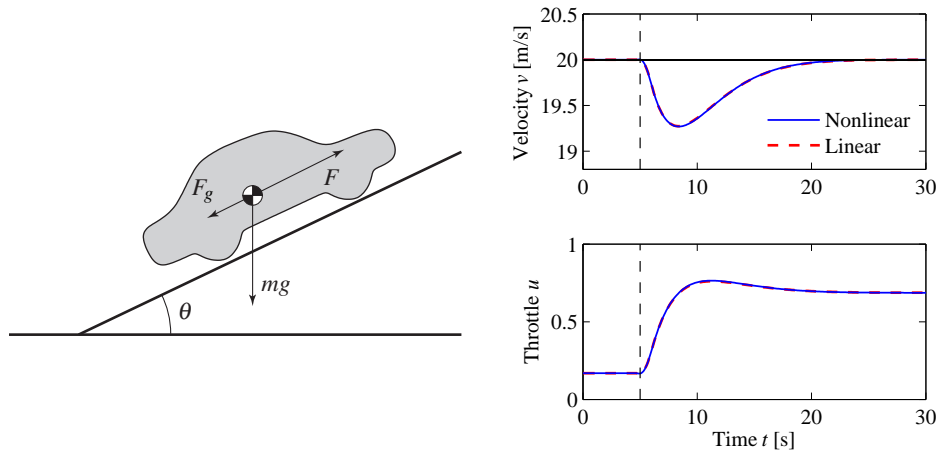 F_g
F
mg
θ
Velocity v [m/s]
20.5
20
19.5
19
Nonlinear
Linear
0 10 20 30
Throttle u
1
0.5
0
0 10 20 30
Time t [s]